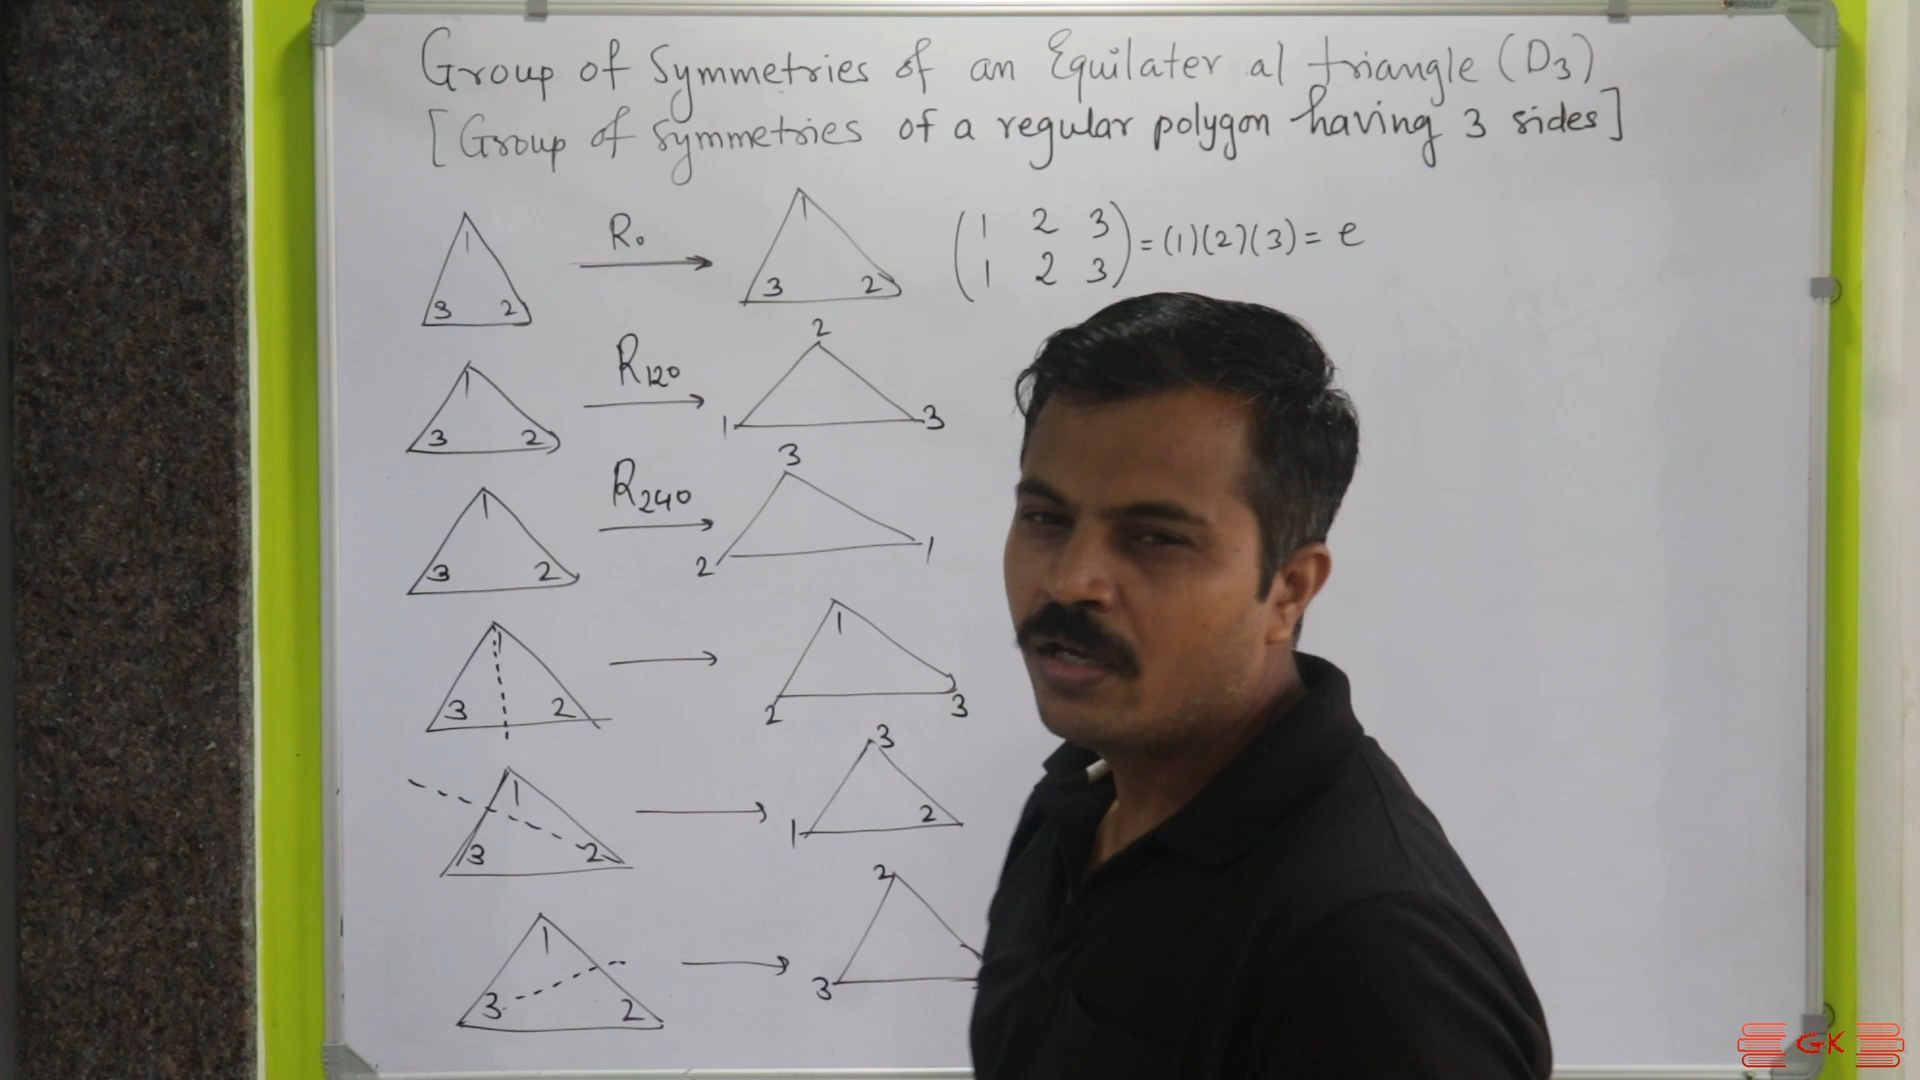 Group of Symmetries of an Equilater al triangle (D3)
[Group of symmetries of a regular polygon having 3 sides]
1 3 2 R0 1 3 2 (1 2 3
1 2 3) = (1)(2)(3) = e
1 3 2 R120 2 1 3
1 3 2 R240 3 2 1
1 3 2 1 2 3
1 3 2 3 1 2
1 3 2 2 3
GK